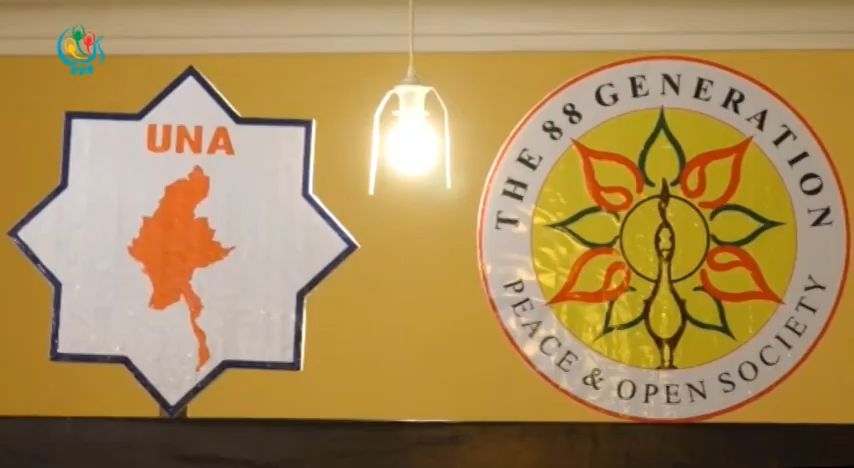 UNA
THE 88 GENERATION
PEACE & OPEN SOCIETY